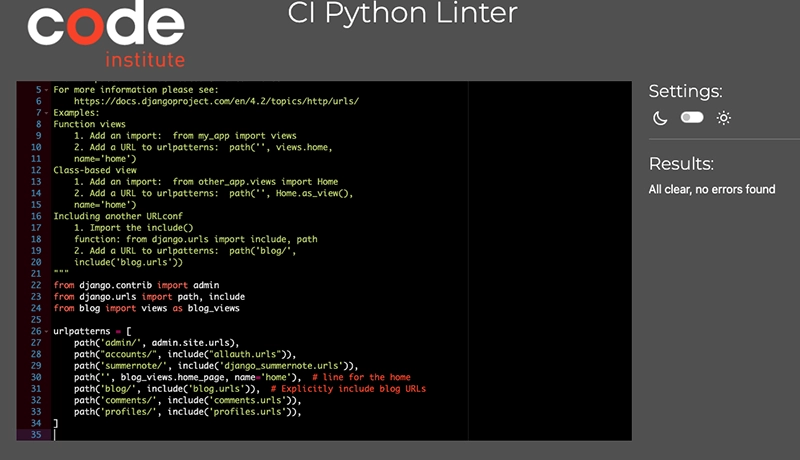 code
institute
CI Python Linter
5 For more information please see:
6 https://docs.djangoproject.com/en/4.2/topics/http/urls/
7 Examples:
8 Function views
9 1. Add an import:  from my_app import views
10 2. Add a URL to urlpatterns:  path('', views.home,
11 name='home')
12 Class-based view
13 1. Add an import:  from other_app.views import Home
14 2. Add a URL to urlpatterns:  path('', Home.as_view(),
15 name='home')
16 Including another URLconf
17 1. Import the include()
18 function: from django.urls import include, path
19 2. Add a URL to urlpatterns:  path('blog/',
20 include('blog.urls'))
21 """
22 from django.contrib import admin
23 from django.urls import path, include
24 from blog import views as blog_views
25
26 urlpatterns = [
27 path('admin/', admin.site.urls),
28 path("accounts/", include("allauth.urls")),
29 path('summernote/', include('django_summernote.urls')),
30 path('', blog_views.home_page, name='home'),  # line for the home
31 path('blog/', include('blog.urls')),  # Explicitly include blog URLs
32 path('comments/', include('comments.urls')),
33 path('profiles/', include('profiles.urls')),
34 ]
35
Settings:
Results:
All clear, no errors found